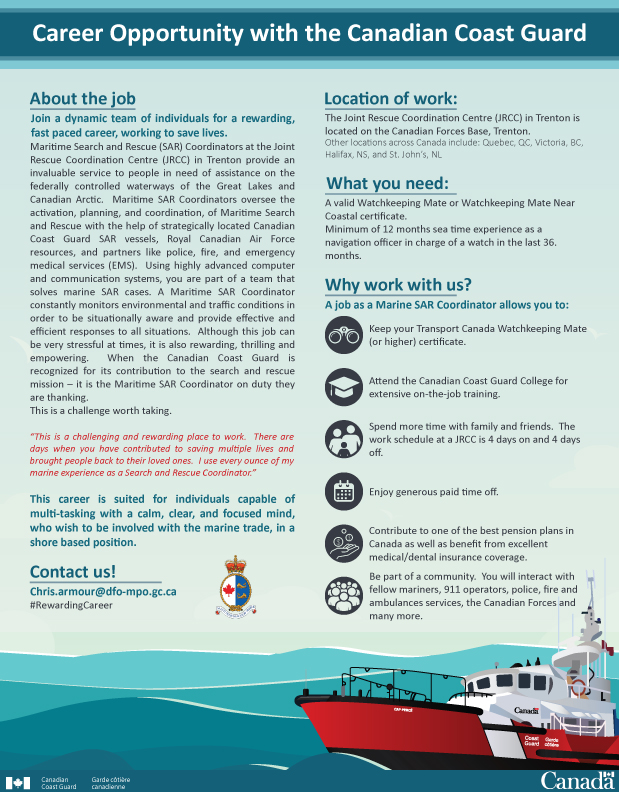 Career Opportunity with the Canadian Coast Guard
About the job
Join a dynamic team of individuals for a rewarding,
fast paced career, working to save lives.
Maritime Search and Rescue (SAR) Coordinators at the Joint
Rescue Coordination Centre (JRCC) in Trenton provide an
invaluable service to people in need of assistance on the
federally controlled waterways of the Great Lakes and
Canadian Arctic. Maritime SAR Coordinators oversee the
activation, planning, and coordination, of Maritime Search
and Rescue with the help of strategically located Canadian
Coast Guard SAR vessels, Royal Canadian Air Force
resources, and partners like police, fire, and emergency
medical services (EMS). Using highly advanced computer
and communication systems, you are part of a team that
solves marine SAR cases. A Maritime SAR Coordinator
constantly monitors environmental and traffic conditions in
order to be situationally aware and provide effective and
efficient responses to all situations. Although this job can
be very stressful at times, it is also rewarding, thrilling and
empowering. When the Canadian Coast Guard is
recognized for its contribution to the search and rescue
mission – it is the Maritime SAR Coordinator on duty they
are thanking.
This is a challenge worth taking.
"This is a challenging and rewarding place to work. There are
days when you have contributed to saving multiple lives and
brought people back to their loved ones. I use every ounce of my
marine experience as a Search and Rescue Coordinator."
This career is suited for individuals capable of
multi-tasking with a calm, clear, and focused mind,
who wish to be involved with the marine trade, in a
shore based position.
Contact us!
Chris.armour@dfo-mpo.gc.ca
#RewardingCareer
Location of work:
The Joint Rescue Coordination Centre (JRCC) in Trenton is
located on the Canadian Forces Base, Trenton.
Other locations across Canada include: Quebec, QC, Victoria, BC,
Halifax, NS, and St. John's, NL
What you need:
A valid Watchkeeping Mate or Watchkeeping Mate Near
Coastal certificate.
Minimum of 12 months sea time experience as a
navigation officer in charge of a watch in the last 36.
months.
Why work with us?
A job as a Marine SAR Coordinator allows you to:
Keep your Transport Canada Watchkeeping Mate
(or higher) certificate.
Attend the Canadian Coast Guard College for
extensive on-the-job training.
Spend more time with family and friends. The
work schedule at a JRCC is 4 days on and 4 days
off.
Enjoy generous paid time off.
Contribute to one of the best pension plans in
Canada as well as benefit from excellent
medical/dental insurance coverage.
Be part of a community. You will interact with
fellow mariners, 911 operators, police, fire and
ambulances services, the Canadian Forces and
many more.
Canada
Coast Garde
Guard côtière
Canadian Garde côtière
Coast Guard canadienne
Canada